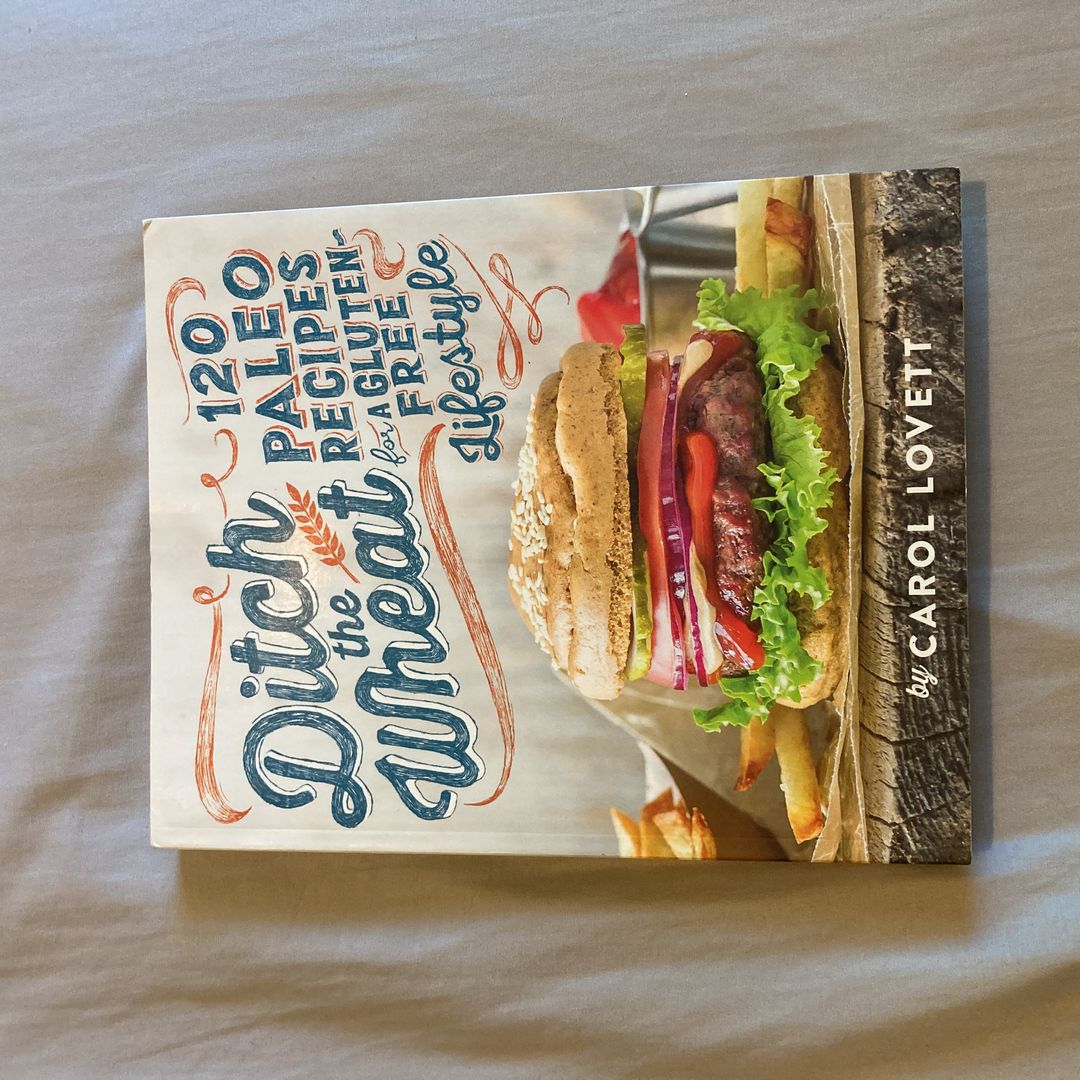 Ditch
the
Wheat
120
PALEO
RECIPES
for A GLUTEN-
FREE
Lifestyle
by CAROL LOVETT